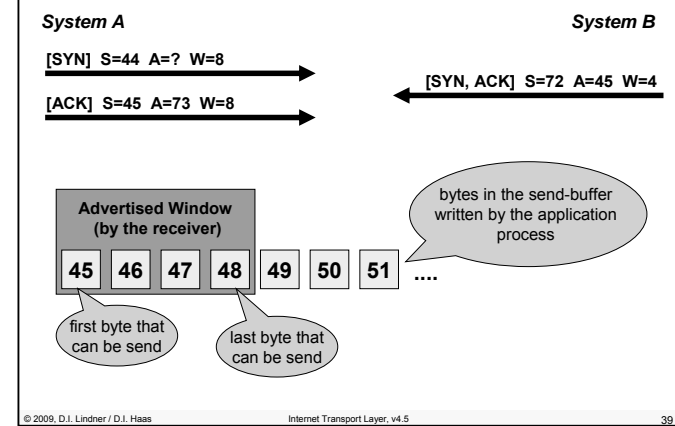 System A
System B
[SYN] S=44 A=? W=8
[SYN, ACK] S=72 A=45 W=4
[ACK] S=45 A=73 W=8
bytes in the send-buffer
written by the application
process
Advertised Window
(by the receiver)
45 46 47 48 49 50 51 ....
first byte that
can be send
last byte that
can be send
© 2009, D.I. Lindner / D.I. Haas
Internet Transport Layer, v4.5
39